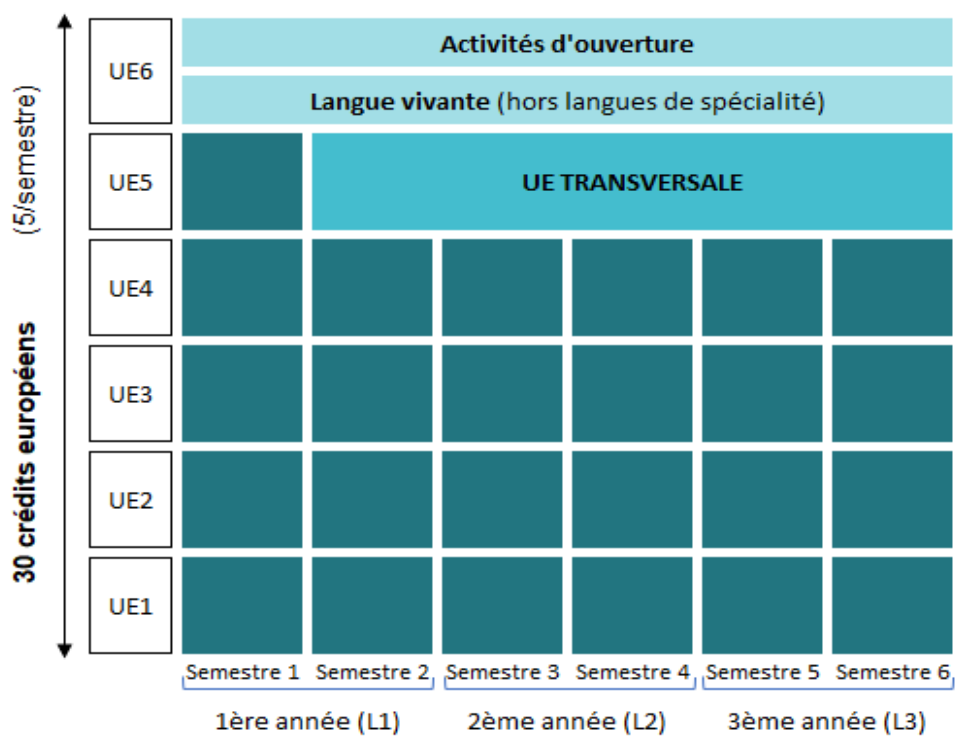 Activités d'ouverture
UE6
Langue vivante (hors langues de spécialité)
UE5
UE TRANSVERSALE
UE4
UE3
UE2
UE1
30 crédits européens (5/semestre)
Semestre 1 Semestre 2 Semestre 3 Semestre 4 Semestre 5 Semestre 6
1ère année (L1) 2ème année (L2) 3ème année (L3)